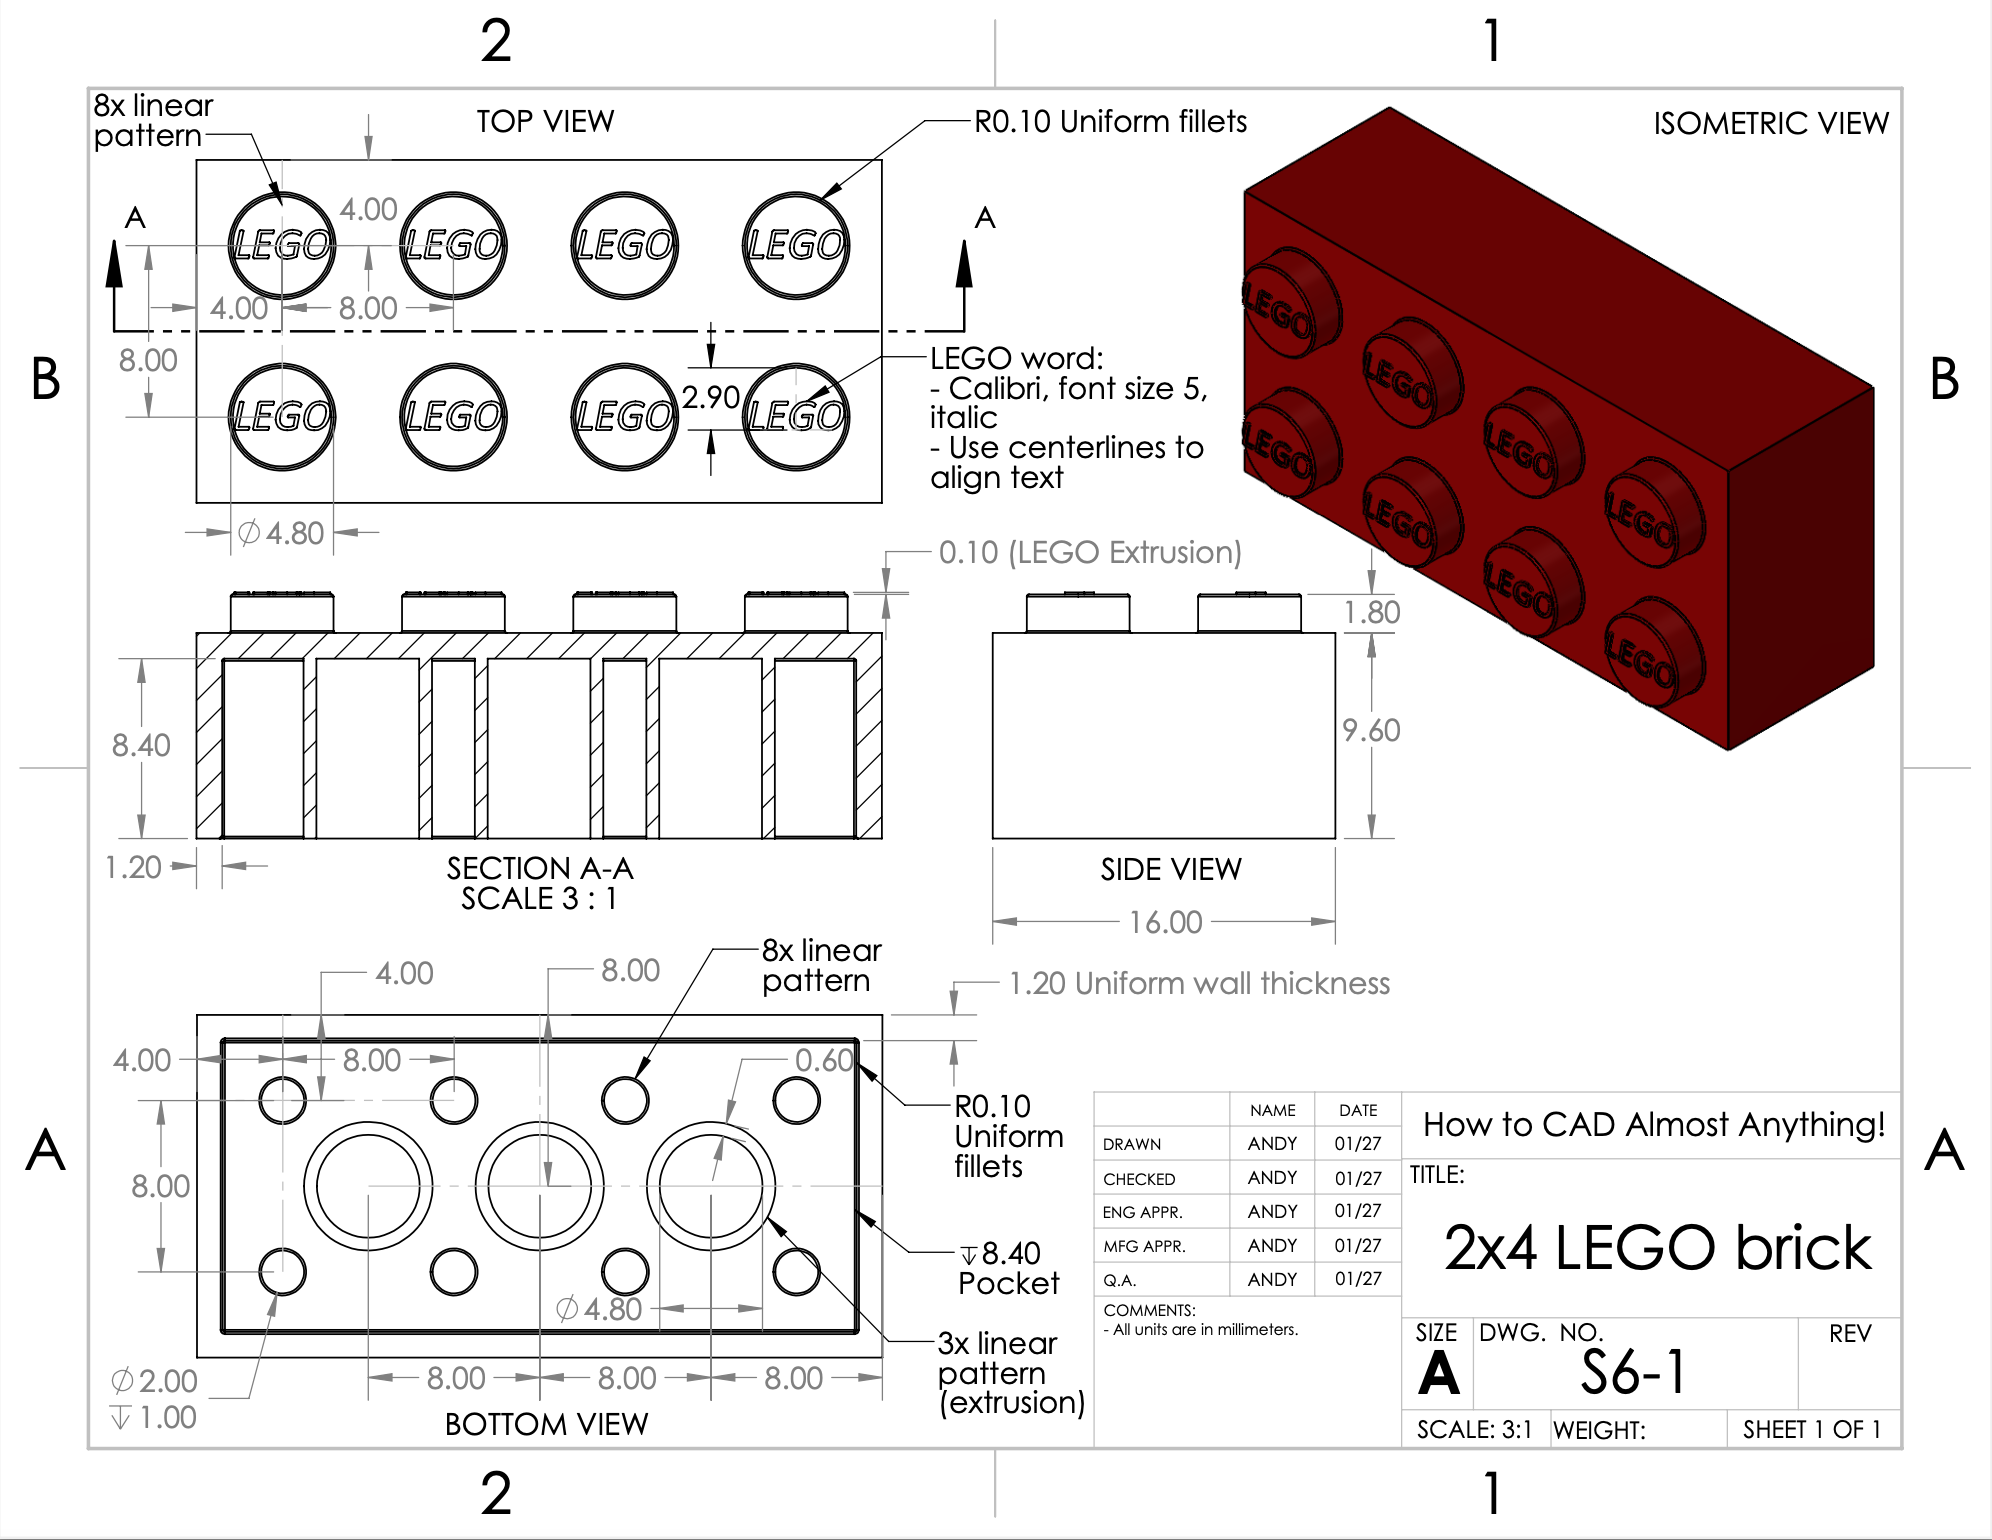 2
1
8x linear
pattern
TOP VIEW
R0.10 Uniform fillets
ISOMETRIC VIEW
A
A
4.00
LEGO
LEGO
LEGO
LEGO
4.00
8.00
8.00
B
B
LEGO word:
- Calibri, font size 5,
italic
- Use centerlines to
align text
2.90
LEGO
LEGO
LEGO
LEGO
LEGO
LEGO
LEGO
LEGO
LEGO
LEGO
LEGO
LEGO
⌀4.80
0.10 (LEGO Extrusion)
1.80
8.40
9.60
1.20
SECTION A-A
SCALE 3 : 1
SIDE VIEW
16.00
8x linear
pattern
4.00
8.00
1.20 Uniform wall thickness
4.00
8.00
0.60
R0.10
Uniform
fillets
A
A
8.00
↧8.40
Pocket
⌀4.80
3x linear
pattern
(extrusion)
⌀2.00
↧1.00
8.00
8.00
8.00
BOTTOM VIEW
NAME DATE
DRAWN ANDY 01/27
CHECKED ANDY 01/27
ENG APPR. ANDY 01/27
MFG APPR. ANDY 01/27
Q.A. ANDY 01/27
COMMENTS:
- All units are in millimeters.
How to CAD Almost Anything!
TITLE:
2x4 LEGO brick
SIZE DWG. NO. REV
A S6-1
SCALE: 3:1 WEIGHT: SHEET 1 OF 1
2
1